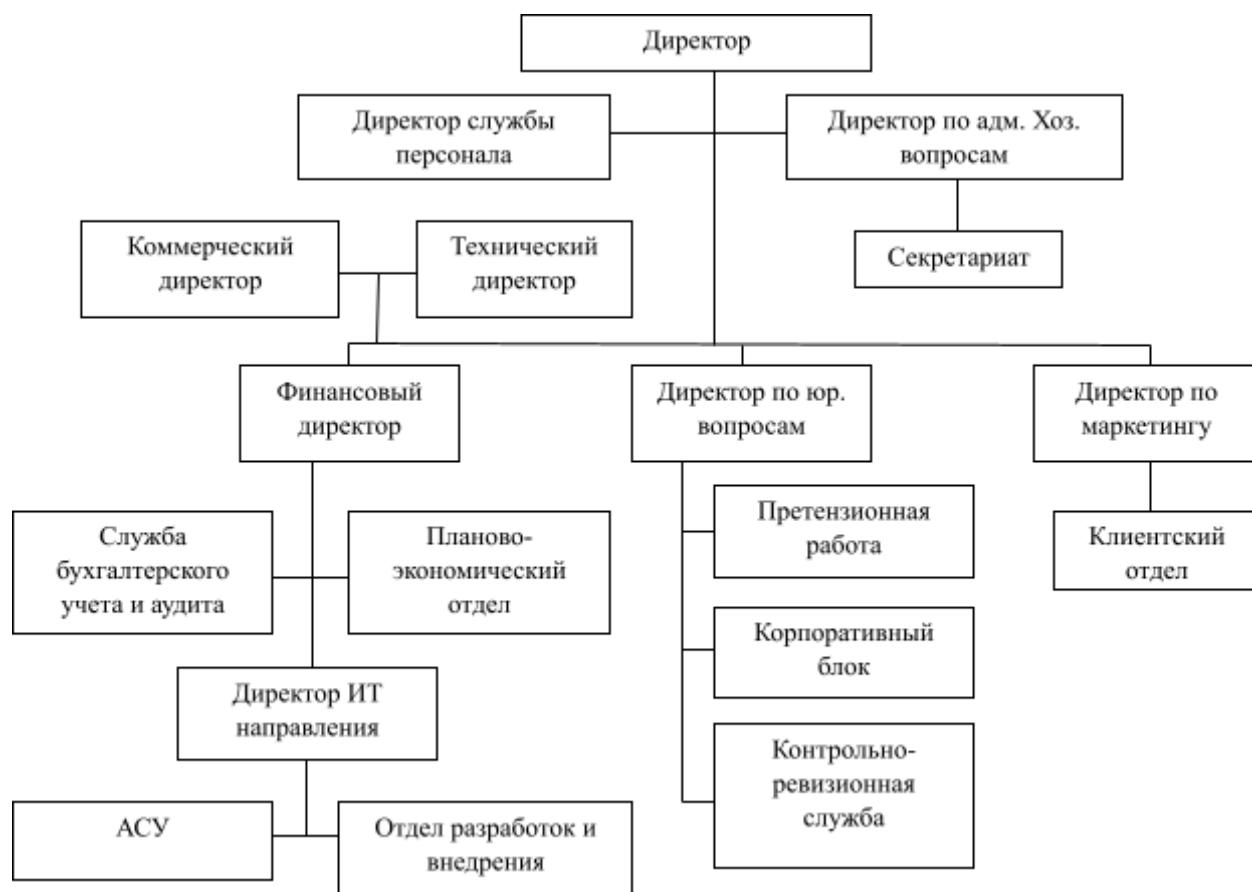 Директор
Директор службы
персонала
Директор по адм. Хоз.
вопросам
Коммерческий
директор
Технический
директор
Секретариат
Финансовый
директор
Директор по юр.
вопросам
Директор по
маркетингу
Служба
бухгалтерского
учета и аудита
Планово-
экономический
отдел
Претензионная
работа
Клиентский
отдел
Корпоративный
блок
Директор ИТ
направления
Контрольно-
ревизионная
служба
АСУ
Отдел разработок и
внедрения